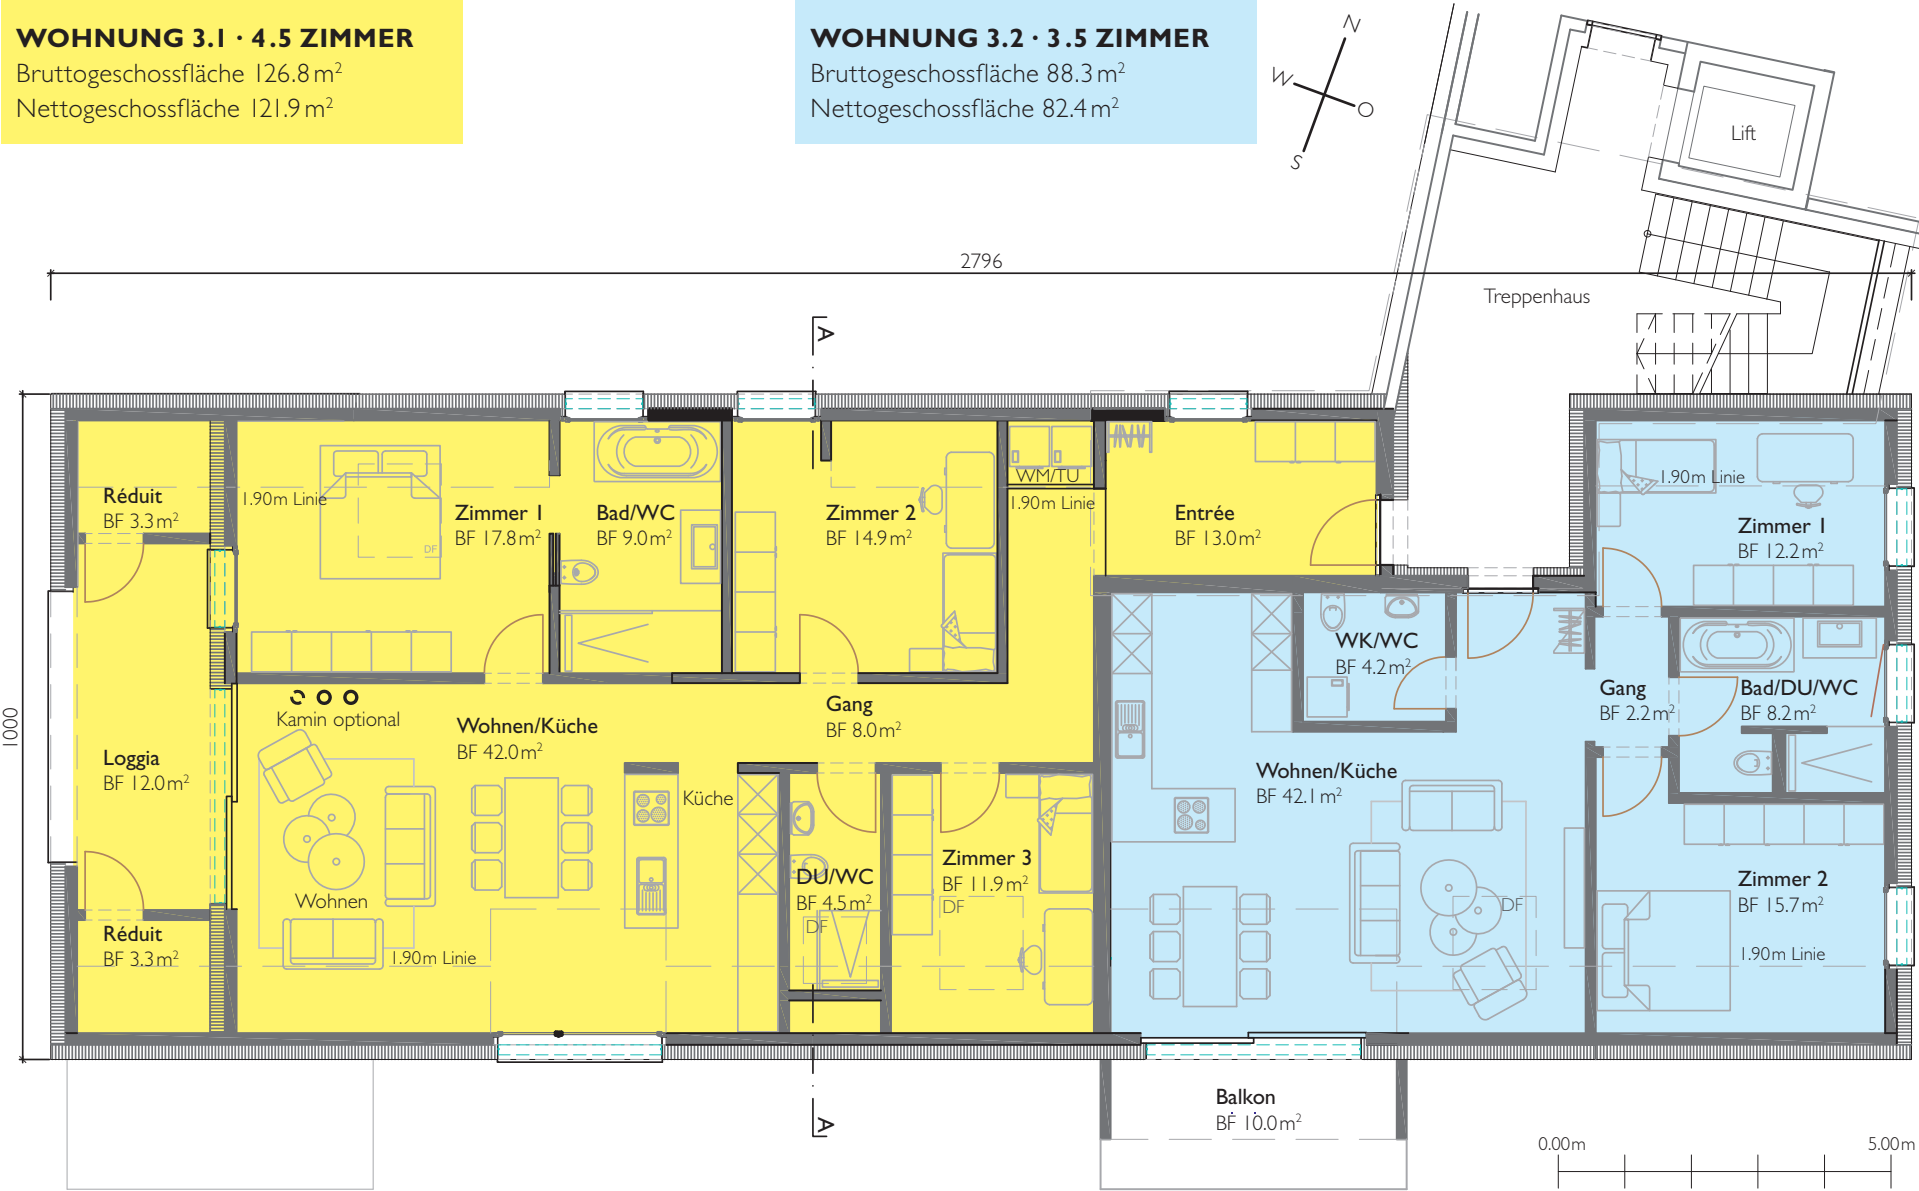 WOHNUNG 3.1 · 4.5 ZIMMER
Bruttogeschossfläche 126.8 m²
Nettogeschossfläche 121.9 m²
WOHNUNG 3.2 · 3.5 ZIMMER
Bruttogeschossfläche 88.3 m²
Nettogeschossfläche 82.4 m²
N
W
O
S
Lift
2796
Treppenhaus
A
1000
Réduit
BF 3.3 m²
1.90m Linie
DF
Zimmer 1
BF 17.8 m²
Bad/WC
BF 9.0 m²
Zimmer 2
BF 14.9 m²
WM/TU
1.90m Linie
Entrée
BF 13.0 m²
1.90m Linie
Zimmer 1
BF 12.2 m²
WK/WC
BF 4.2 m²
Gang
BF 2.2 m²
Bad/DU/WC
BF 8.2 m²
Kamin optional
Wohnen/Küche
BF 42.0 m²
Gang
BF 8.0 m²
Loggia
BF 12.0 m²
Küche
Wohnen/Küche
BF 42.1 m²
Wohnen
DU/WC
BF 4.5 m²
DF
Zimmer 3
BF 11.9 m²
DF
DF
Zimmer 2
BF 15.7 m²
1.90m Linie
Réduit
BF 3.3 m²
1.90m Linie
A
Balkon
BF 10.0 m²
0.00m
5.00m